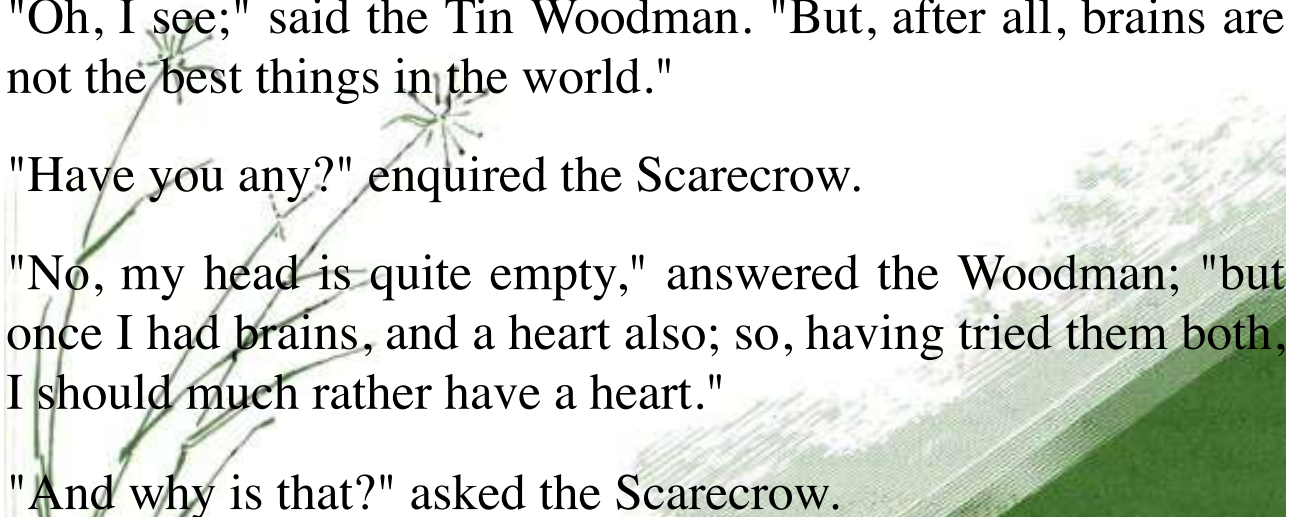 "Oh, I see;" said the Tin Woodman. "But, after all, brains are
not the best things in the world."
"Have you any?" enquired the Scarecrow.
"No, my head is quite empty," answered the Woodman; "but
once I had brains, and a heart also; so, having tried them both,
I should much rather have a heart."
"And why is that?" asked the Scarecrow.